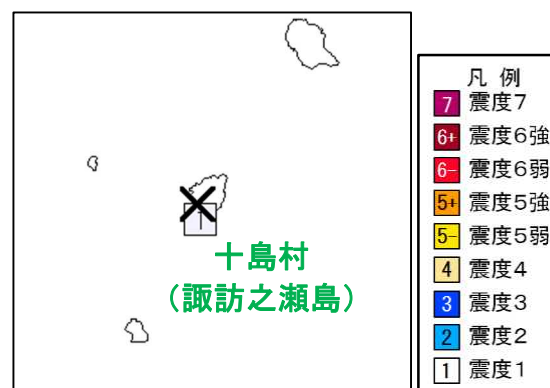 1
十島村
（諏訪之瀬島）
凡 例
7 震度７
6+ 震度６強
6- 震度６弱
5+ 震度５強
5- 震度５弱
4 震度４
3 震度３
2 震度２
1 震度１